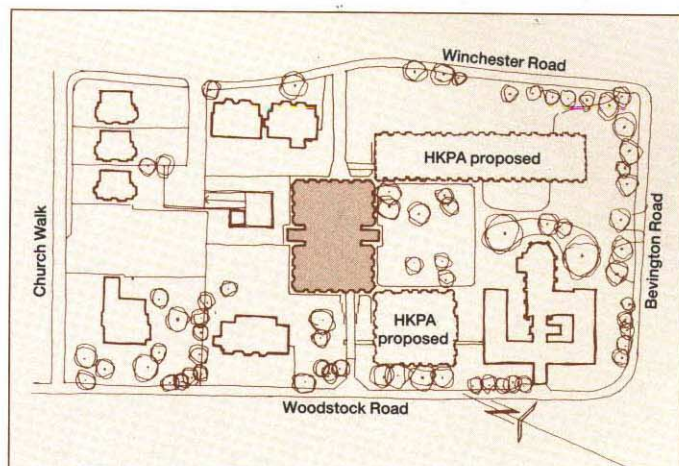 Winchester Road
HKPA proposed
Church Walk
Bevington Road
HKPA
proposed
Woodstock Road